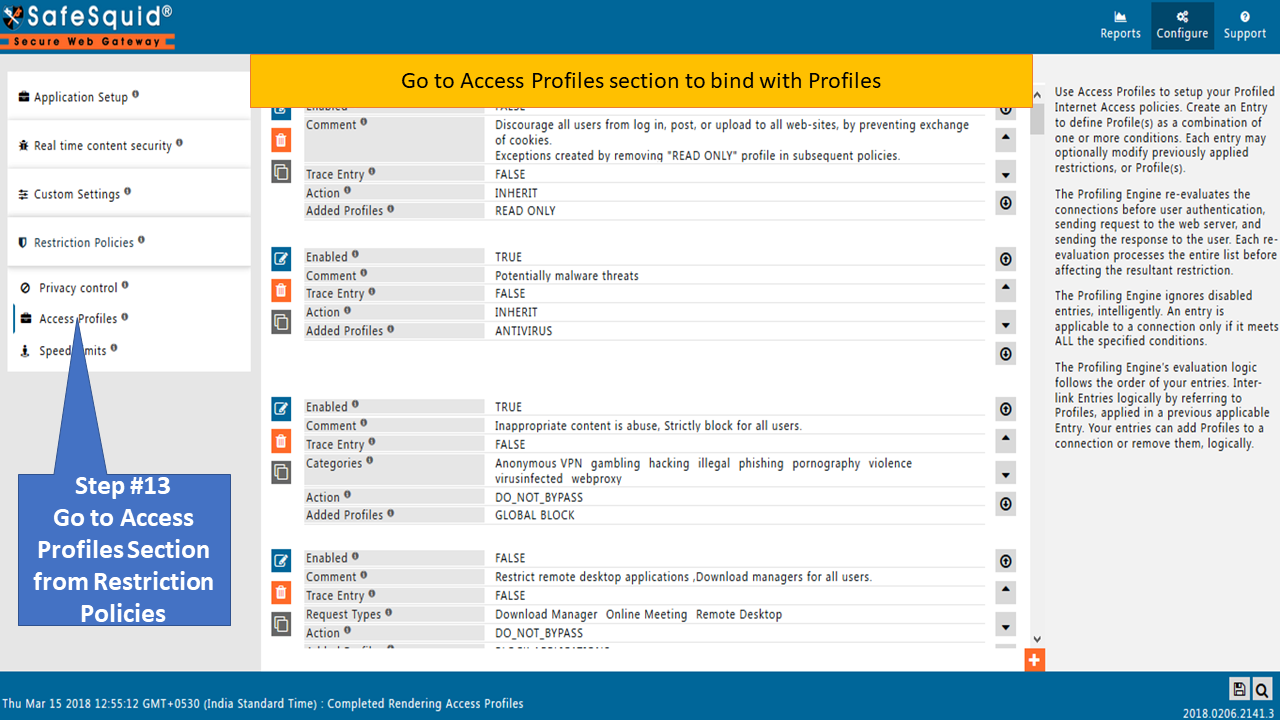 SafeSquid®
Secure Web Gateway
Reports
Configure
Support
Go to Access Profiles section to bind with Profiles
Application Setup
Real time content security
Custom Settings
Restriction Policies
Privacy control
Access Profiles
Speed limits
Step #13
Go to Access
Profiles Section
from Restriction
Policies
Enabled FALSE
Comment Discourage all users from log in, post, or upload to all web-sites, by preventing exchange
of cookies.
Exceptions created by removing "READ ONLY" profile in subsequent policies.
Trace Entry FALSE
Action INHERIT
Added Profiles READ ONLY
Enabled TRUE
Comment Potentially malware threats
Trace Entry FALSE
Action INHERIT
Added Profiles ANTIVIRUS
Enabled TRUE
Comment Inappropriate content is abuse, Strictly block for all users.
Trace Entry FALSE
Categories Anonymous VPN gambling hacking illegal phishing pornography violence
virusinfected webproxy
Action DO_NOT_BYPASS
Added Profiles GLOBAL BLOCK
Enabled FALSE
Comment Restrict remote desktop applications ,Download managers for all users.
Trace Entry FALSE
Request Types Download Manager Online Meeting Remote Desktop
Action DO_NOT_BYPASS
Use Access Profiles to setup your Profiled
Internet Access policies. Create an Entry
to define Profile(s) as a combination of
one or more conditions. Each entry may
optionally modify previously applied
restrictions, or Profile(s).
The Profiling Engine re-evaluates the
connections before user authentication,
sending request to the web server, and
sending the response to the user. Each re-
evaluation processes the entire list before
affecting the resultant restriction.
The Profiling Engine ignores disabled
entries, intelligently. An entry is
applicable to a connection only if it meets
ALL the specified conditions.
The Profiling Engine's evaluation logic
follows the order of your entries. Inter-
link Entries logically by referring to
Profiles, applied in a previous applicable
Entry. Your entries can add Profiles to a
connection or remove them, logically.
Thu Mar 15 2018 12:55:12 GMT+0530 (India Standard Time) : Completed Rendering Access Profiles
2018.0206.2141.3